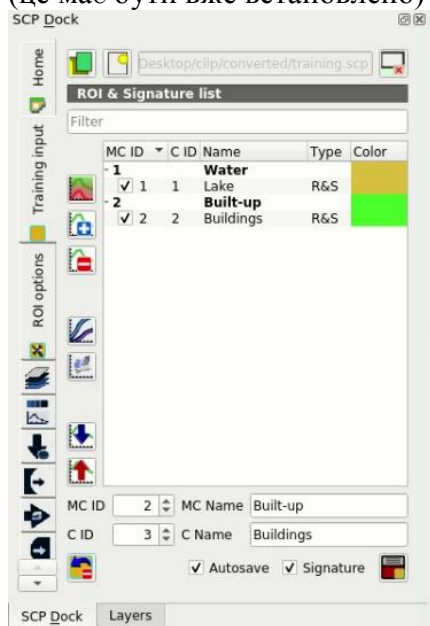 (це має бути вже встановлено)
SCP Dock
Home
Desktop/clip/converted/training.scp
ROI & Signature list
Filter
Training input
MC ID C ID Name Type Color
1 Water
1 1 Lake R&S
2 Built-up
2 2 Buildings R&S
ROI options
MC ID 2 MC Name Built-up
C ID 3 C Name Buildings
Autosave Signature
SCP Dock Layers